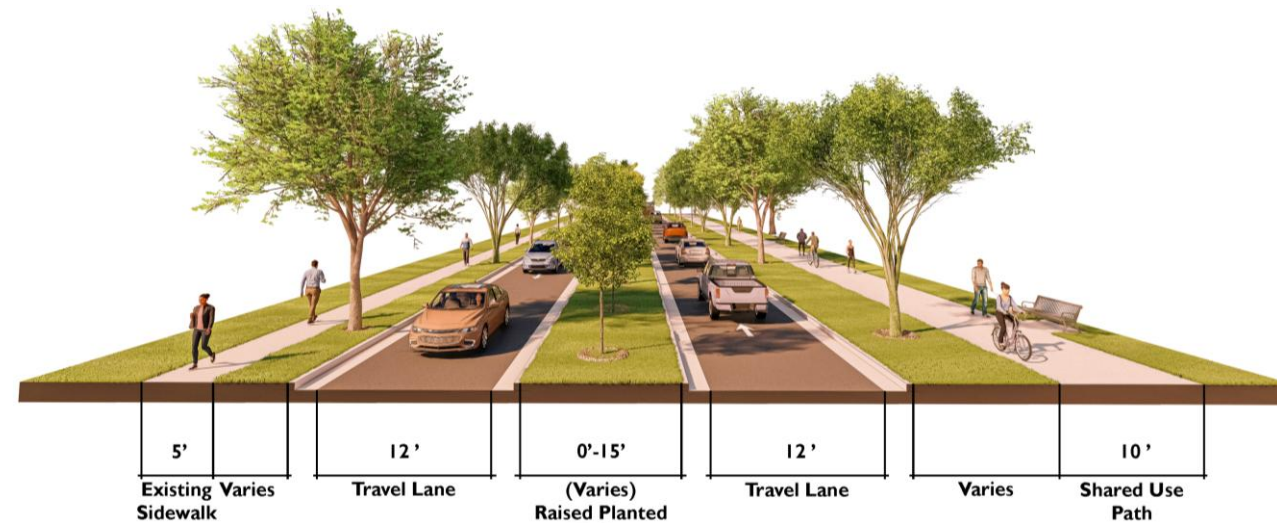 5' 12' 0'-15' 12' 10'
Existing Varies Travel Lane (Varies) Travel Lane Varies Shared Use
Sidewalk Raised Planted Path